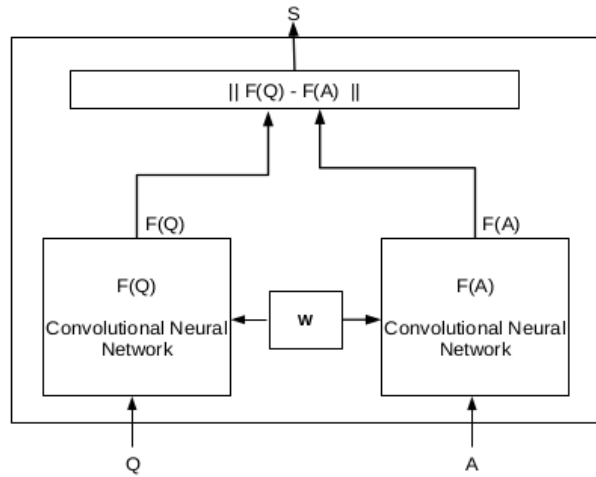 S
|| F(Q) - F(A) ||
F(Q)
F(A)
F(Q)
Convolutional Neural
Network
W
F(A)
Convolutional Neural
Network
Q
A